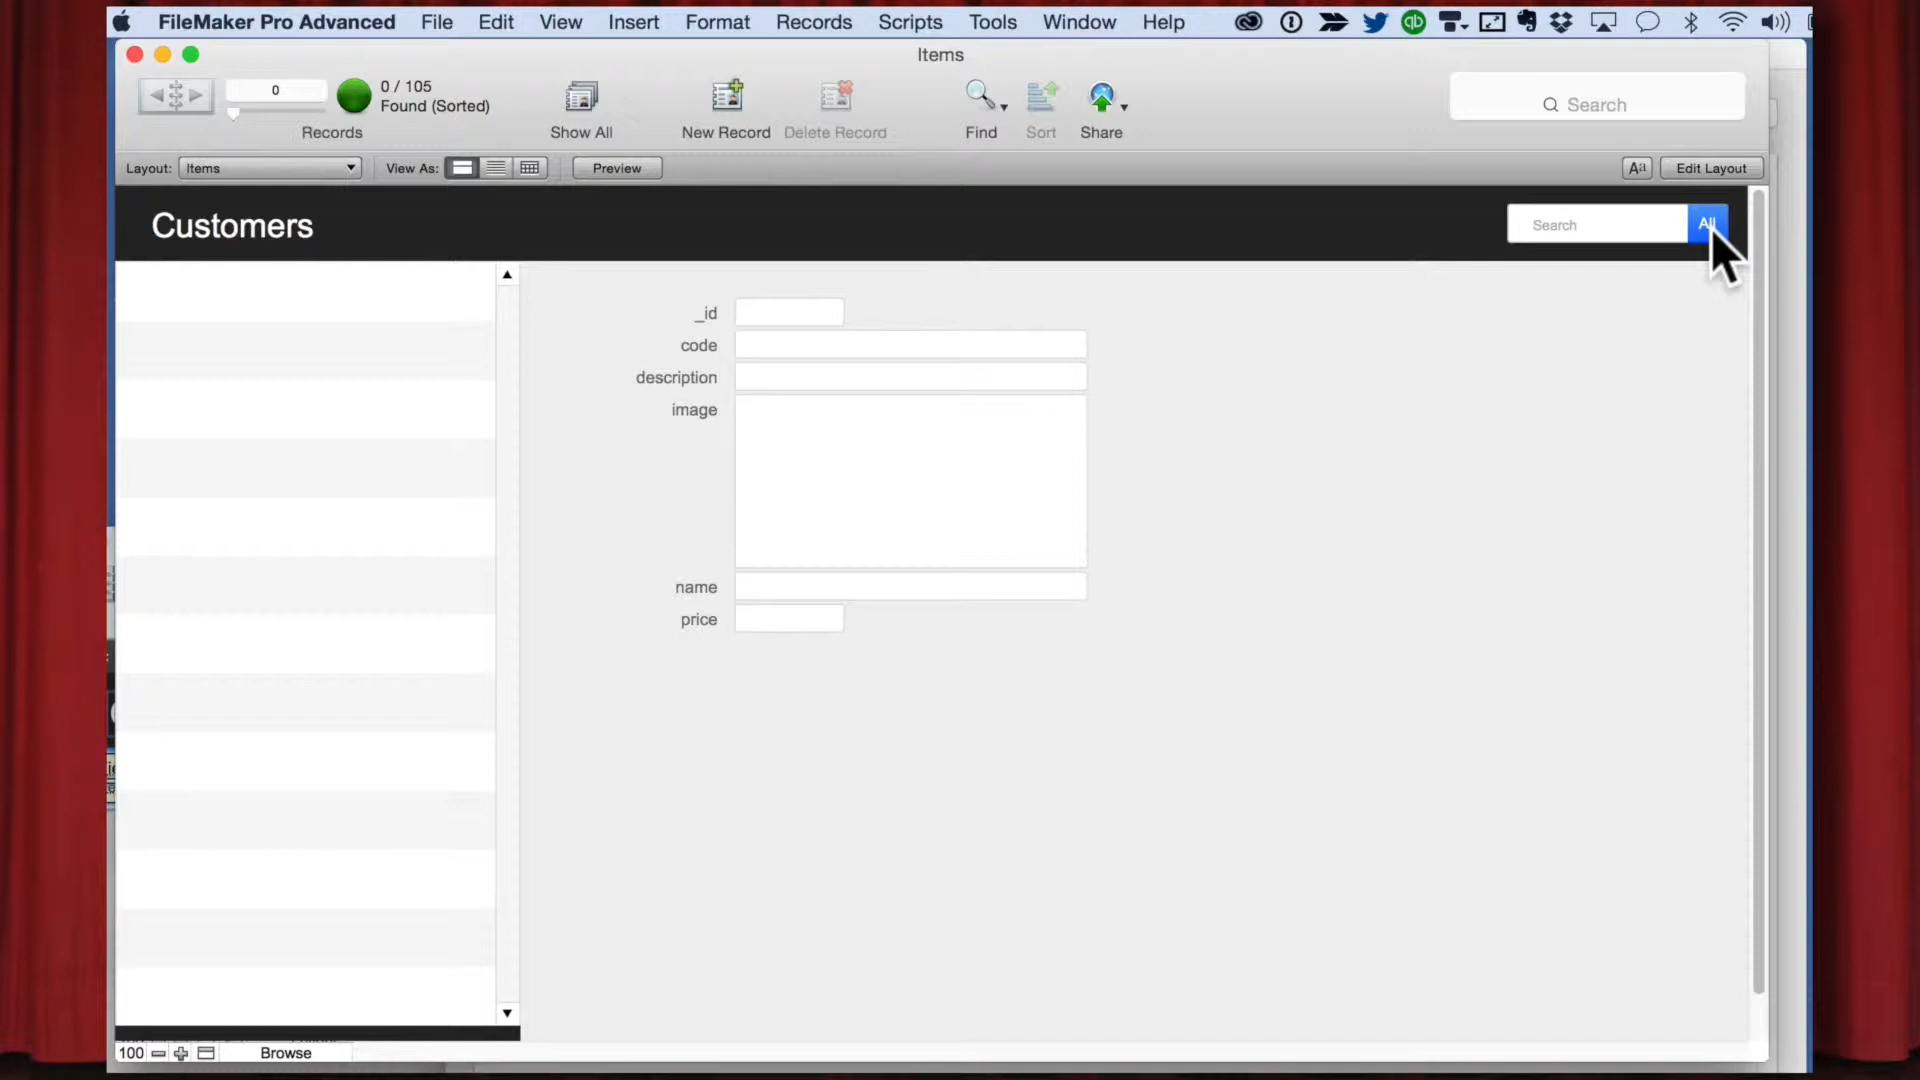 FileMaker Pro Advanced File Edit View Insert Format Records Scripts Tools Window Help
Items
0
0 / 105
Found (Sorted)
Records
Show All
New Record
Delete Record
Find
Sort
Share
Search
Layout: Items
View As:
Preview
Aa
Edit Layout
Customers
Search
All
_id
code
description
image
name
price
100
Browse